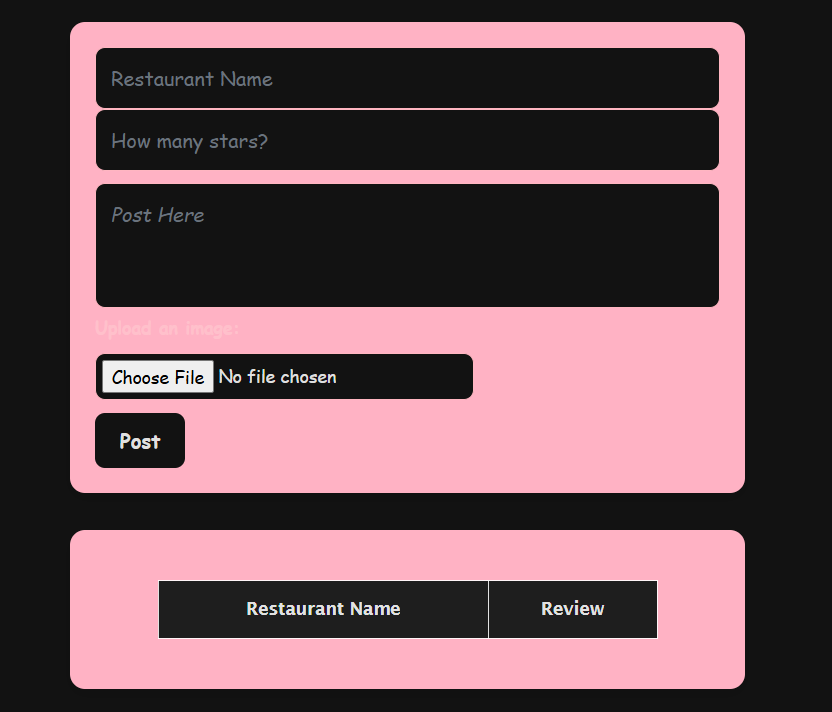 Restaurant Name
How many stars?
Post Here
Upload an image:
Choose File No file chosen
Post
Restaurant Name Review